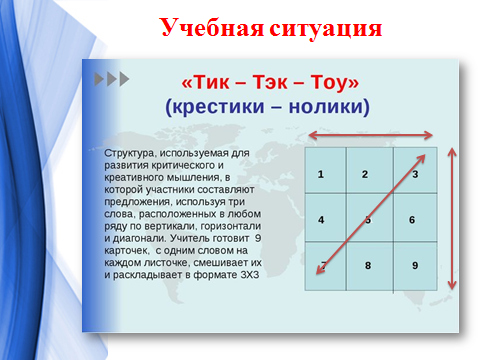 Учебная ситуация
«Тик – Тэк – Тоу»
(крестики – нолики)
Структура, используемая для
развития критического и
креативного мышления, в
которой участники составляют
предложения, используя три
слова, расположенных в любом
ряду по вертикали, горизонтали
и диагонали. Учитель готовит 9
карточек, с одним словом на
каждом листочке, смешивает их
и раскладывает в формате 3Х3
1 2 3
4 5 6
7 8 9